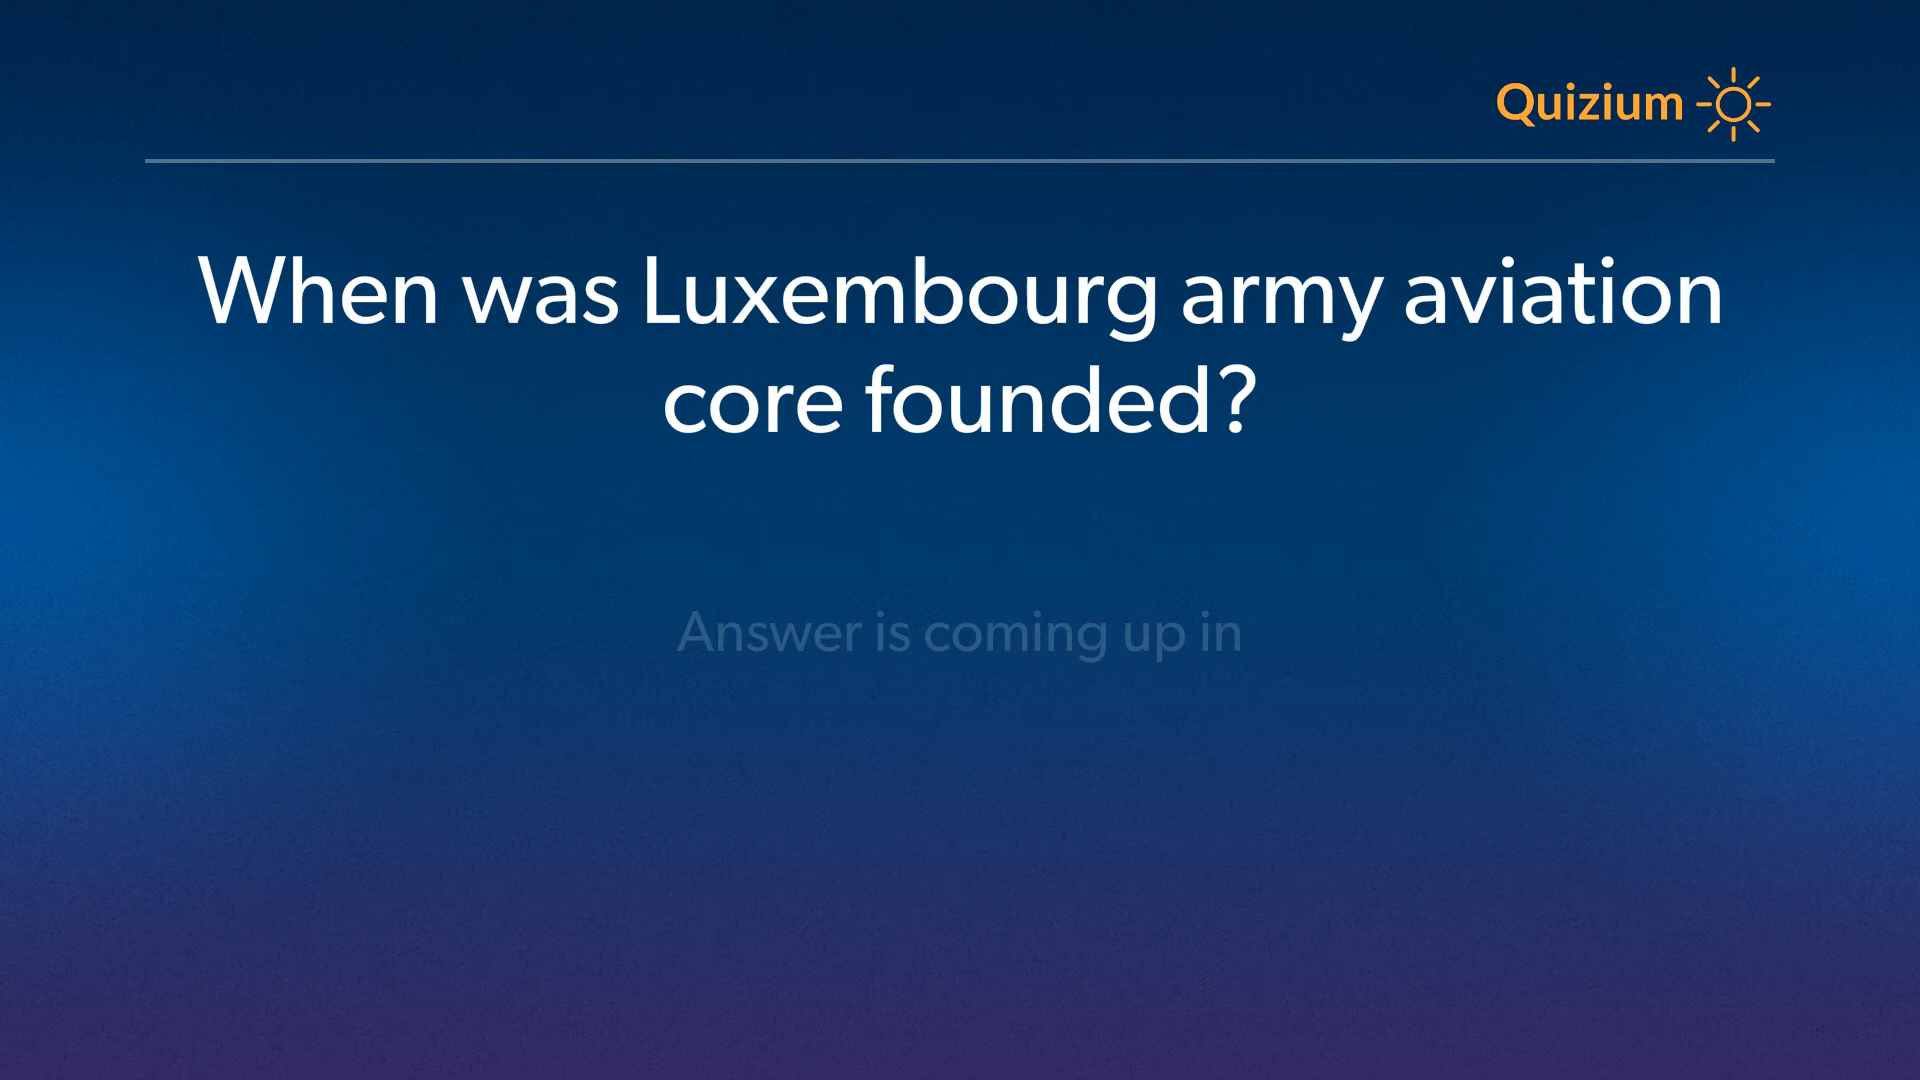 Quizium
When was Luxembourg army aviation
core founded?
Answer is coming up in